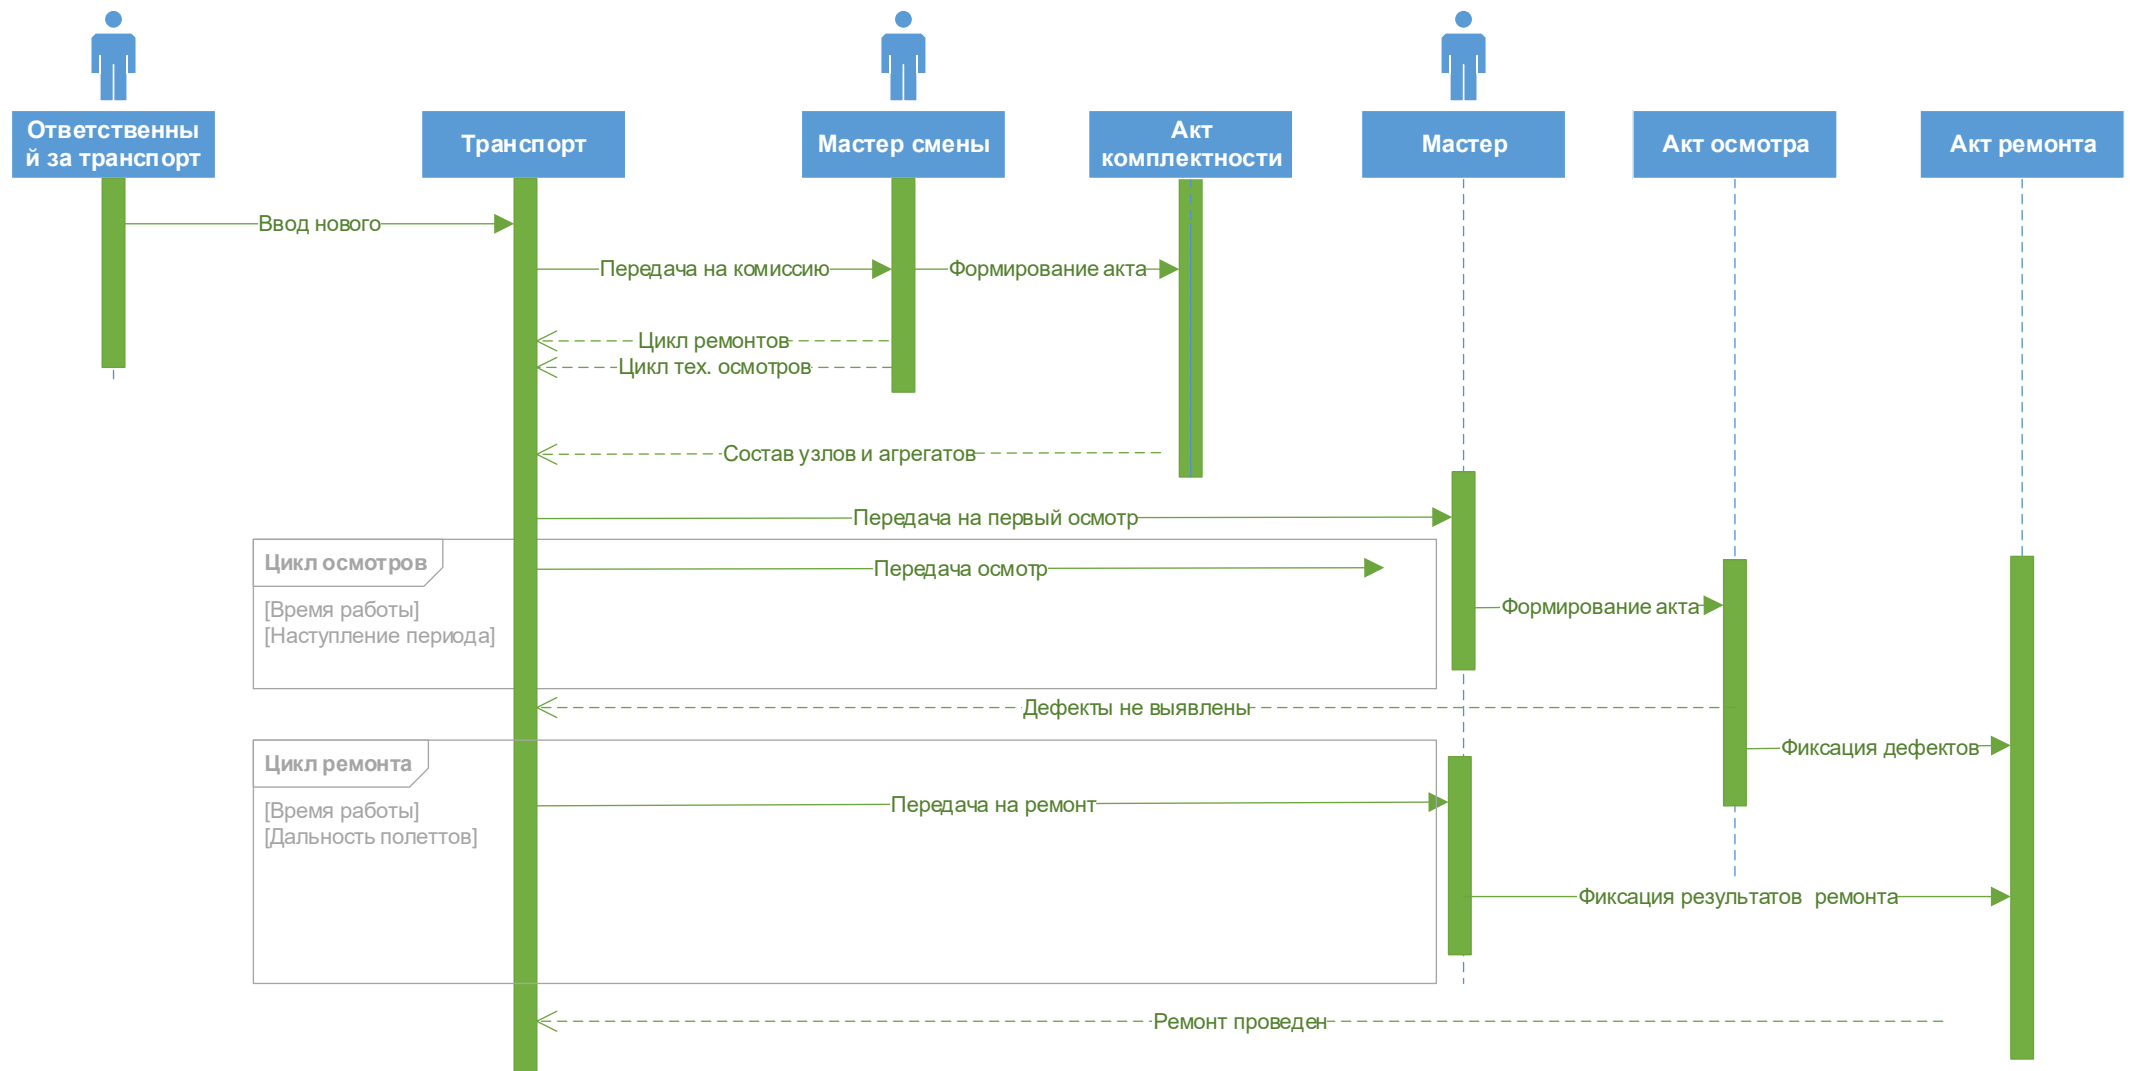 Ответственны
й за транспорт
Транспорт
Мастер смены
Акт
комплектности
Мастер
Акт осмотра
Акт ремонта
Ввод нового
Передача на комиссию
Формирование акта
Цикл ремонтов
Цикл тех. осмотров
Состав узлов и агрегатов
Передача на первый осмотр
Цикл осмотров
Передача осмотр
[Время работы]
[Наступление периода]
Формирование акта
Дефекты не выявлены
Фиксация дефектов
Цикл ремонта
Передача на ремонт
[Время работы]
[Дальность полеттов]
Фиксация результатов  ремонта
Ремонт проведен